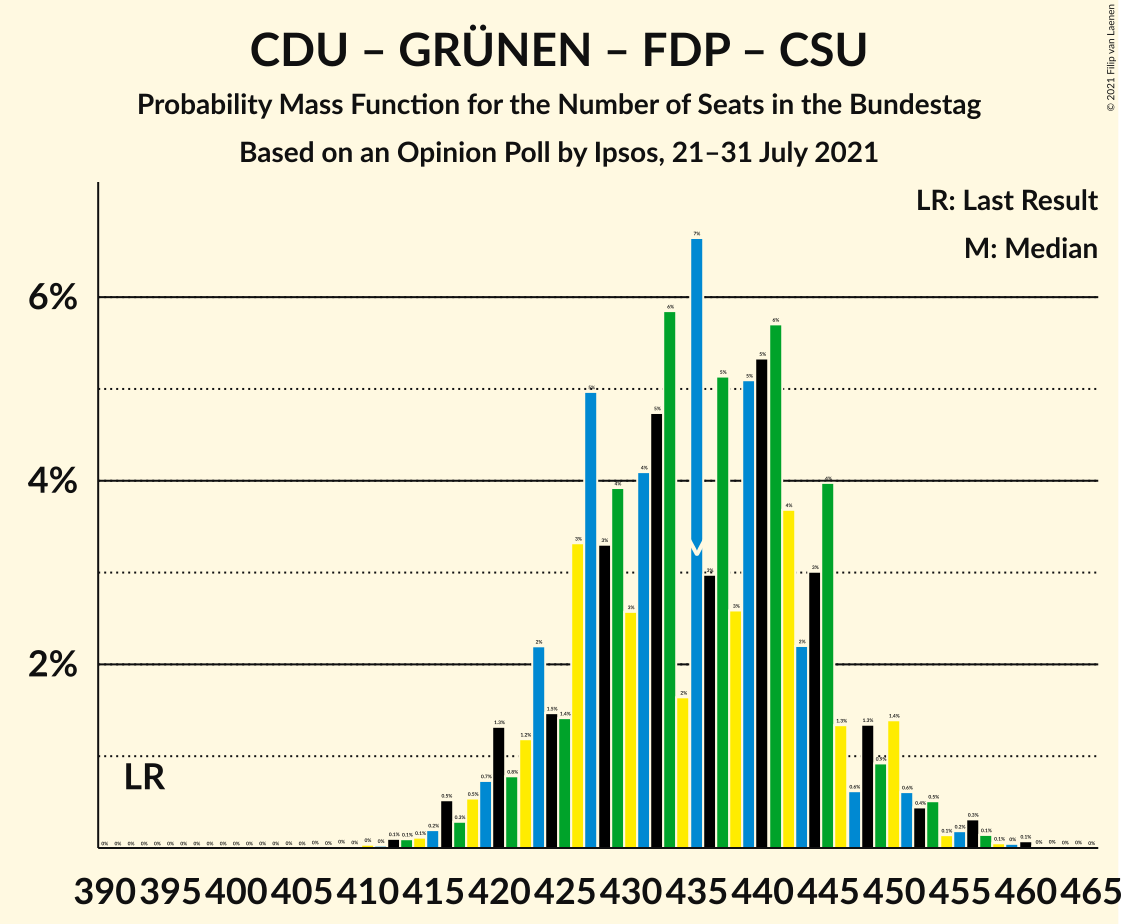 CDU – GRÜNEN – FDP – CSU
Probability Mass Function for the Number of Seats in the Bundestag
Based on an Opinion Poll by Ipsos, 21–31 July 2021
© 2021 Filip van Laenen
LR: Last Result
M: Median
6%
4%
2%
LR
390 395 400 405 410 415 420 425 430 435 440 445 450 455 460 465